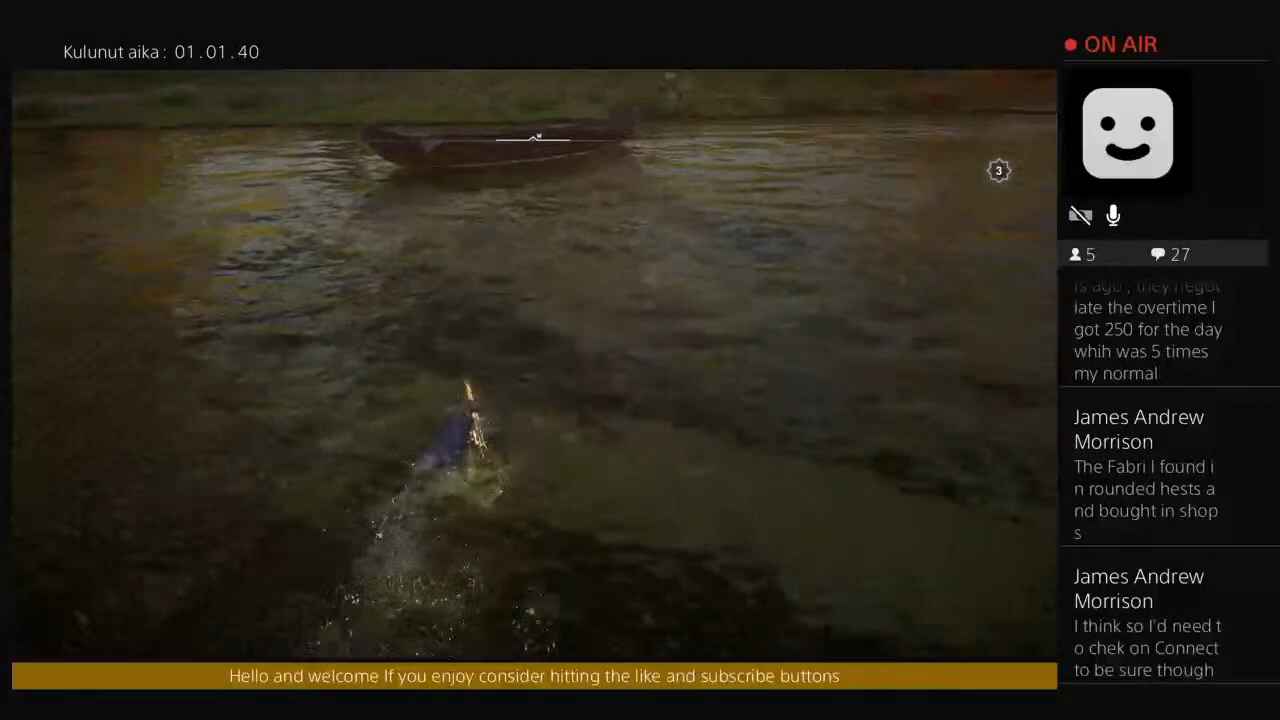 Kulunut aika: 01.01.40
ON AIR
W
3
5 27
iate the overtime I
got 250 for the day
whih was 5 times
my normal
James Andrew
Morrison
The Fabri I found i
n rounded hests a
nd bought in shop
s
James Andrew
Morrison
I think so I'd need t
o chek on Connect
to be sure though
Hello and welcome If you enjoy consider hitting the like and subscribe buttons